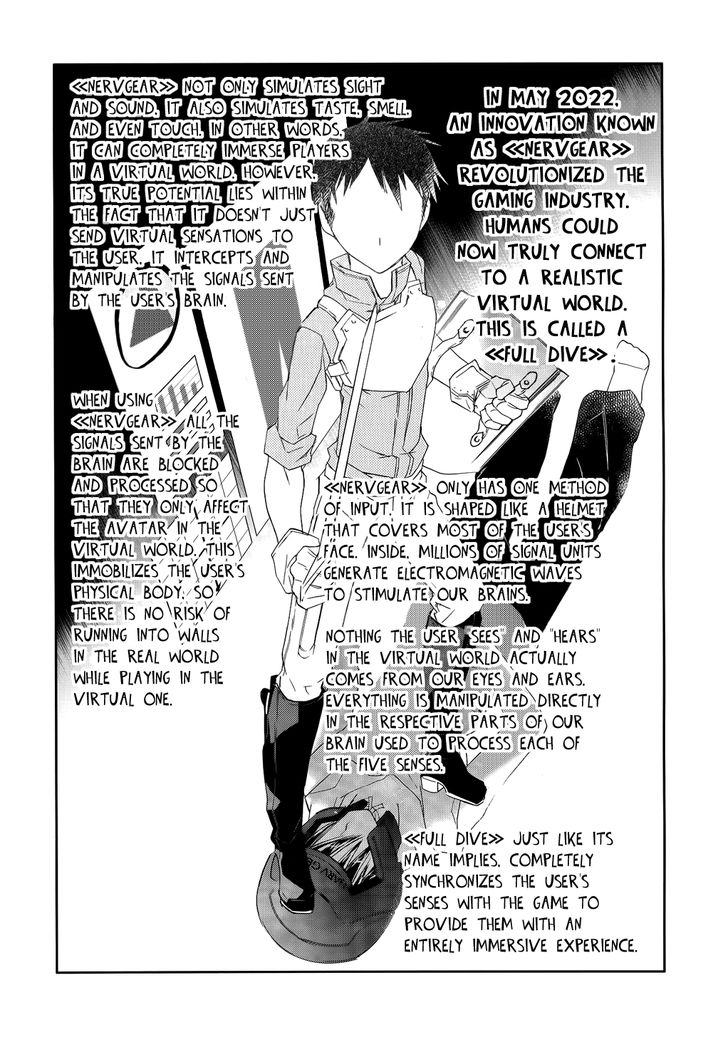 IN MAY 2022,
AN INNOVATION KNOWN
AS «NERVGEAR»
REVOLUTIONIZED THE
GAMING INDUSTRY.
HUMANS COULD
NOW TRULY CONNECT
TO A REALISTIC
VIRTUAL WORLD.
THIS IS CALLED A
«FULL DIVE».
«NERVGEAR» NOT ONLY SIMULATES SIGHT
AND SOUND, IT ALSO SIMULATES TASTE, SMELL,
AND EVEN TOUCH. IN OTHER WORDS,
IT CAN COMPLETELY IMMERSE PLAYERS
IN A VIRTUAL WORLD. HOWEVER,
ITS TRUE POTENTIAL LIES WITHIN
THE FACT THAT IT DOESN'T JUST
SEND VIRTUAL SENSATIONS TO
THE USER. IT INTERCEPTS AND
MANIPULATES THE SIGNALS SENT
BY THE USER'S BRAIN.
«NERVGEAR» ONLY HAS ONE METHOD
OF INPUT. IT IS SHAPED LIKE A HELMET
THAT COVERS MOST OF THE USER'S
FACE. INSIDE, MILLIONS OF SIGNAL UNITS
GENERATE ELECTROMAGNETIC WAVES
TO STIMULATE OUR BRAINS.
NOTHING THE USER "SEES" AND "HEARS"
IN THE VIRTUAL WORLD ACTUALLY
COMES FROM OUR EYES AND EARS.
EVERYTHING IS MANIPULATED DIRECTLY
IN THE RESPECTIVE PARTS OF OUR
BRAIN USED TO PROCESS EACH OF
THE FIVE SENSES.
WHEN USING
«NERVGEAR» ALL THE
SIGNALS SENT BY THE
BRAIN ARE BLOCKED
AND PROCESSED SO
THAT THEY ONLY AFFECT
THE AVATAR IN THE
VIRTUAL WORLD. THIS
IMMOBILIZES THE USER'S
PHYSICAL BODY, SO
THERE IS NO RISK OF
RUNNING INTO WALLS
IN THE REAL WORLD
WHILE PLAYING IN THE
VIRTUAL ONE.
«FULL DIVE» JUST LIKE ITS
NAME IMPLIES, COMPLETELY
SYNCHRONIZES THE USER'S
SENSES WITH THE GAME TO
PROVIDE THEM WITH AN
ENTIRELY IMMERSIVE EXPERIENCE.